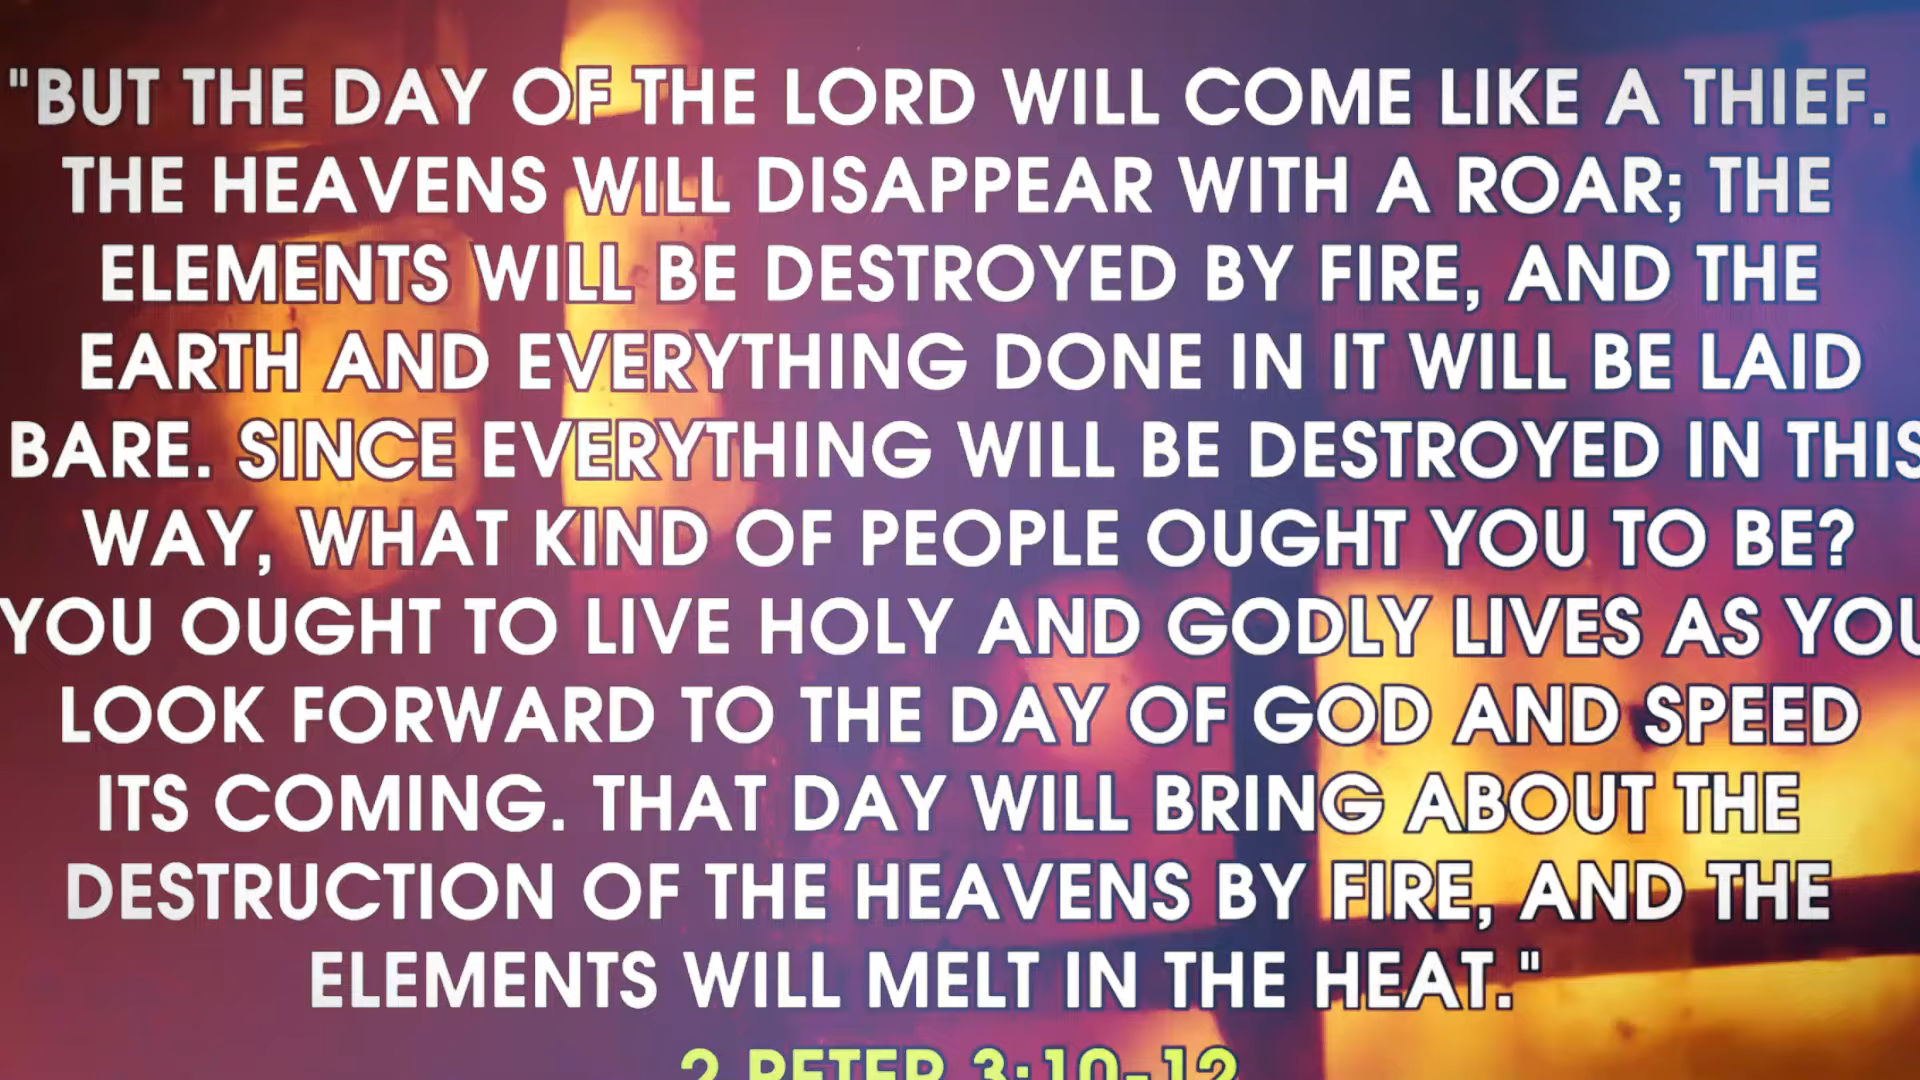 "BUT THE DAY OF THE LORD WILL COME LIKE A THIEF.
THE HEAVENS WILL DISAPPEAR WITH A ROAR; THE
ELEMENTS WILL BE DESTROYED BY FIRE, AND THE
EARTH AND EVERYTHING DONE IN IT WILL BE LAID
BARE. SINCE EVERYTHING WILL BE DESTROYED IN THIS
WAY, WHAT KIND OF PEOPLE OUGHT YOU TO BE?
YOU OUGHT TO LIVE HOLY AND GODLY LIVES AS YOU
LOOK FORWARD TO THE DAY OF GOD AND SPEED
ITS COMING. THAT DAY WILL BRING ABOUT THE
DESTRUCTION OF THE HEAVENS BY FIRE, AND THE
ELEMENTS WILL MELT IN THE HEAT."
2 PETER 3:10-12